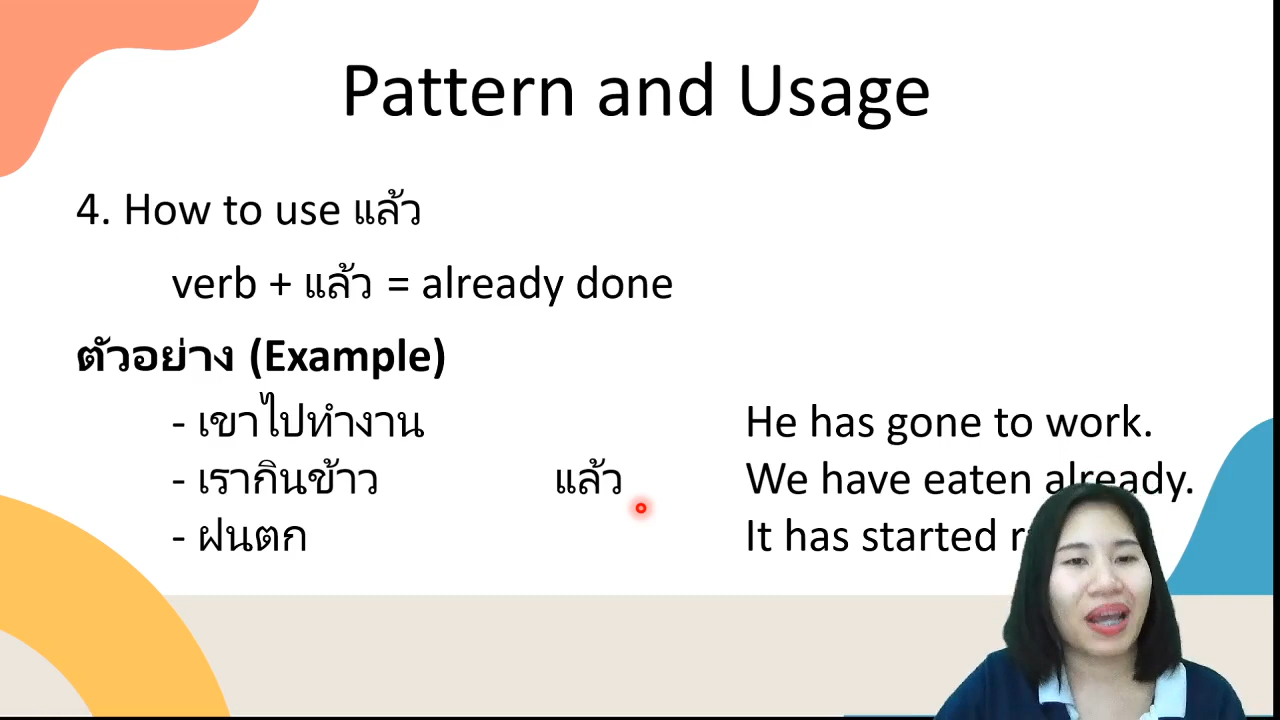 Pattern and Usage
4. How to use แล้ว
verb + แล้ว = already done
ตัวอย่าง (Example)
- เขาไปทำงาน He has gone to work.
- เรากินข้าว แล้ว We have eaten already.
- ฝนตก It has started